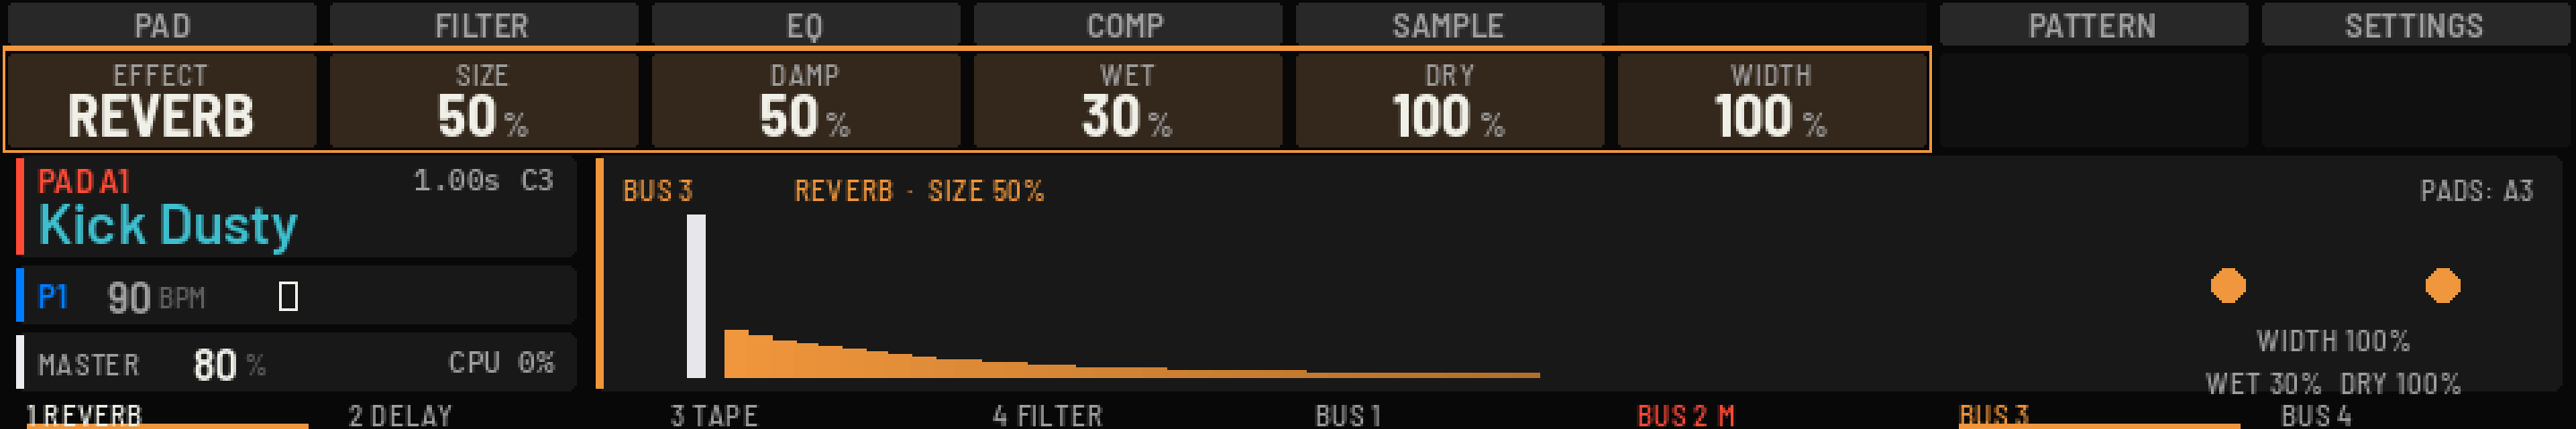 PAD FILTER EQ COMP SAMPLE PATTERN SETTINGS
EFFECT SIZE DAMP WET DRY WIDTH
REVERB 50 % 50 % 30 % 100 % 100 %
PAD A1 1.00s C3
Kick Dusty
P1 90 BPM
MASTER 80 % CPU 0%
BUS 3 REVERB - SIZE 50% PADS: A3
WIDTH 100%
WET 30% DRY 100%
1 REVERB 2 DELAY 3 TAPE 4 FILTER BUS 1 BUS 2 M BUS 3 BUS 4